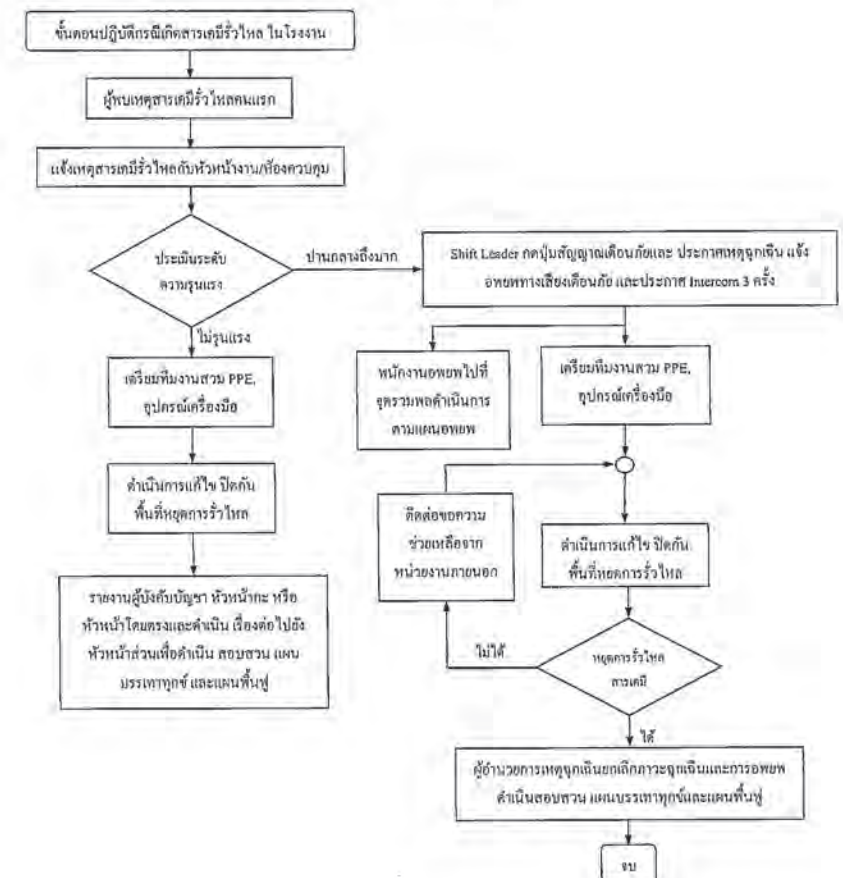 ขั้นตอนปฏิบัติกรณีเกิดสารเคมีรั่วไหล ในโรงงาน
ผู้พบเหตุสารเคมีรั่วไหลคนแรก
แจ้งเหตุสารเคมีรั่วไหลกับหัวหน้างาน/ห้องควบคุม
ประเมินระดับ
ความรุนแรง
ปานกลางถึงมาก
Shift Leader กดปุ่มสัญญาณเตือนภัยและ ประกาศเหตุฉุกเฉิน แจ้ง
อพยพทางเสียงเตือนภัย และประกาศ Intercom 3 ครั้ง
ไม่รุนแรง
เตรียมทีมงานสวม PPE,
อุปกรณ์เครื่องมือ
ดำเนินการแก้ไข ปิดกั้น
พื้นที่หยุดการรั่วไหล
รายงานผู้บังคับบัญชา หัวหน้ากะ หรือ
หัวหน้าโดยตรงและดำเนิน เรื่องต่อไปยัง
หัวหน้าส่วนเพื่อดำเนิน สอบสวน แผน
บรรเทาทุกข์ และแผนฟื้นฟู
พนักงานอพยพไปที่
จุดรวมพลดำเนินการ
ตามแผนอพยพ
เตรียมทีมงานสวม PPE,
อุปกรณ์เครื่องมือ
ติดต่อขอความ
ช่วยเหลือจาก
หน่วยงานภายนอก
ดำเนินการแก้ไข ปิดกั้น
พื้นที่หยุดการรั่วไหล
ไม่ได้
หยุดการรั่วไหล
สารเคมี
ได้
ผู้อำนวยการเหตุฉุกเฉินยกเลิกภาวะฉุกเฉินและการอพยพ
ดำเนินสอบสวน แผนบรรเทาทุกข์และแผนฟื้นฟู
จบ